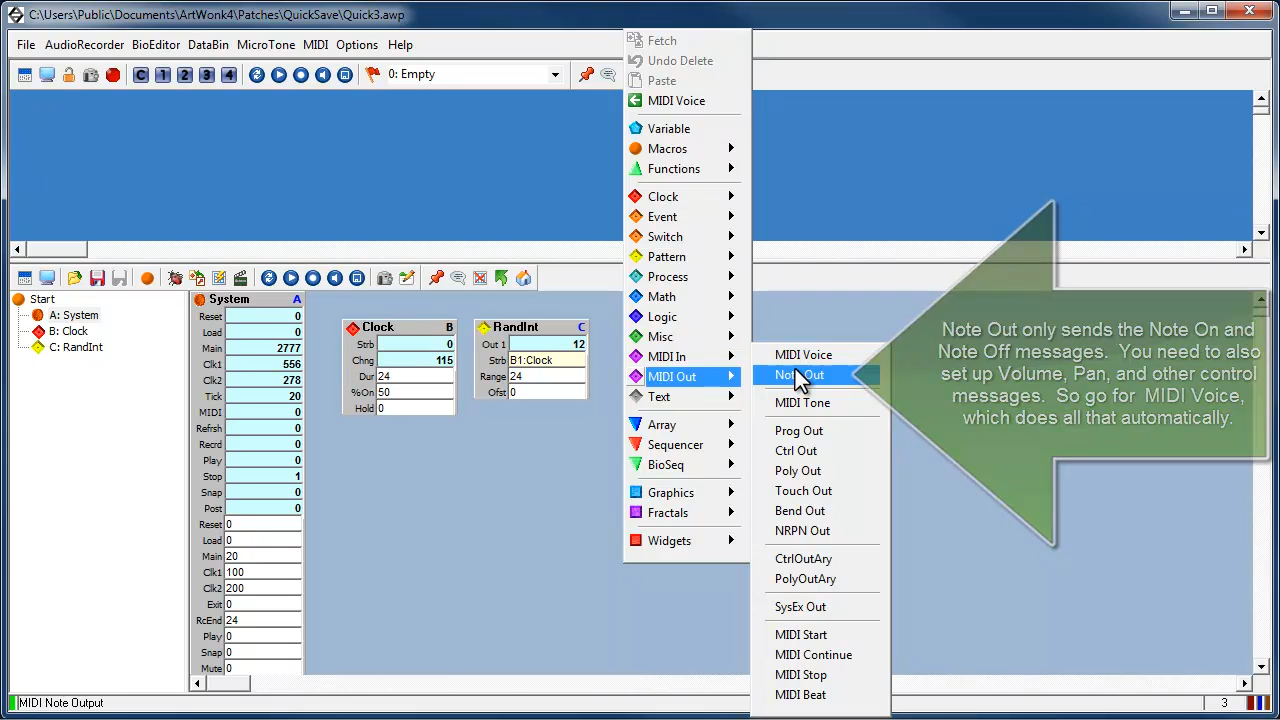 C:\Users\Public\Documents\ArtWonk4\Patches\QuickSave\Quick3.awp
File AudioRecorder BioEditor DataBin MicroTone MIDI Options Help
C 1 2 3 4 0: Empty
Fetch
Undo Delete
Paste
MIDI Voice
Variable
Macros
Functions
Clock
Event
Switch
Pattern
Process
Math
Logic
Misc
MIDI In
MIDI Out
Text
Array
Sequencer
BioSeq
Graphics
Fractals
Widgets
MIDI Voice
Note Out
MIDI Tone
Prog Out
Ctrl Out
Poly Out
Touch Out
Bend Out
NRPN Out
CtrlOutAry
PolyOutAry
SysEx Out
MIDI Start
MIDI Continue
MIDI Stop
MIDI Beat
Note Out only sends the Note On and
Note Off messages. You need to also
set up Volume, Pan, and other control
messages. So go for MIDI Voice,
which does all that automatically.
Start
A: System
B: Clock
C: RandInt
System A
Reset 0
Load 0
Main 2777
Clk1 556
Clk2 278
Tick 20
MIDI 0
Refrsh 0
Recrd 0
Play 0
Stop 1
Snap 0
Post 0
Reset 0
Load 0
Main 20
Clk1 100
Clk2 200
Exit 0
RcEnd 24
Play 0
Snap 0
Mute 0
Clock B
Strb 0
Chng 115
Dur 24
%On 50
Hold 0
RandInt C
Out 1 12
Strb B1:Clock
Range 24
Ofst 0
MIDI Note Output
3